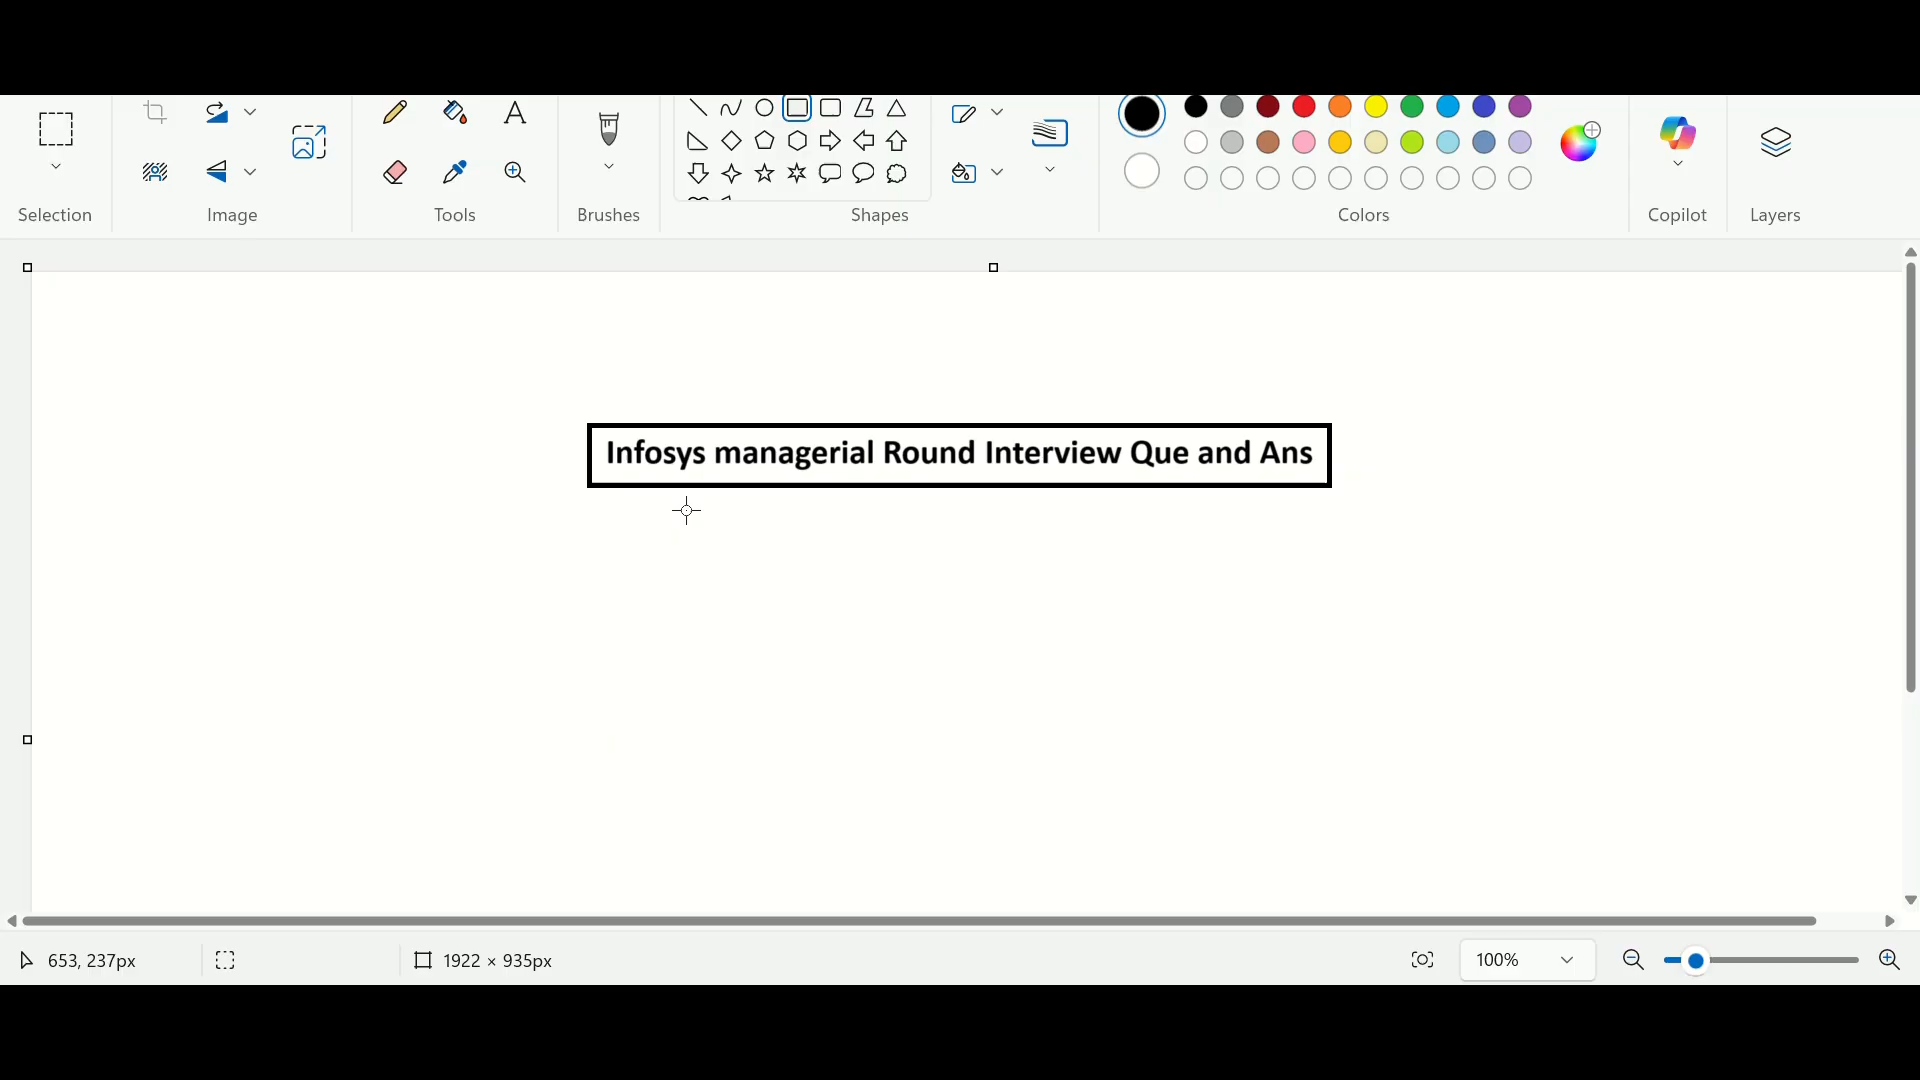 Selection
Image
Tools
Brushes
Shapes
Colors
Copilot
Layers
Infosys managerial Round Interview Que and Ans
653, 237px
1922 × 935px
100%